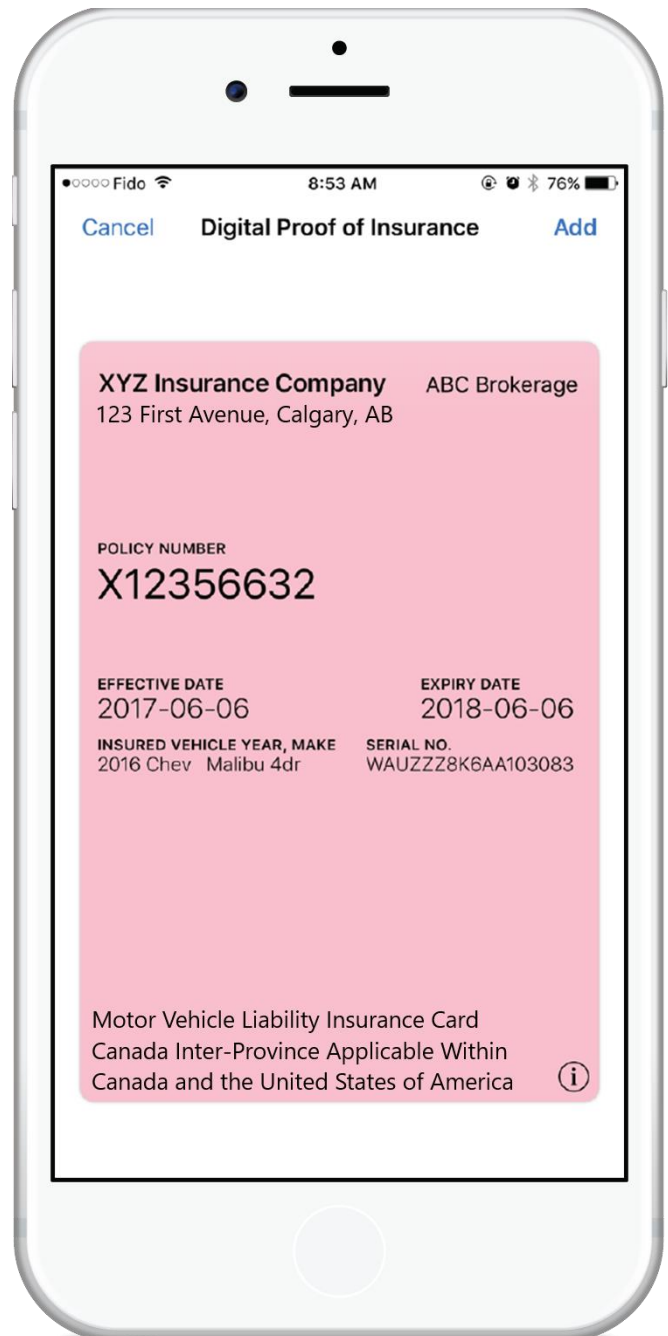 Fido 8:53 AM 76%
Cancel Digital Proof of Insurance Add
XYZ Insurance Company ABC Brokerage
123 First Avenue, Calgary, AB
POLICY NUMBER
X12356632
EFFECTIVE DATE EXPIRY DATE
2017-06-06 2018-06-06
INSURED VEHICLE YEAR, MAKE SERIAL NO.
2016 Chev Malibu 4dr WAUZZZ8K6AA103083
Motor Vehicle Liability Insurance Card
Canada Inter-Province Applicable Within
Canada and the United States of America i